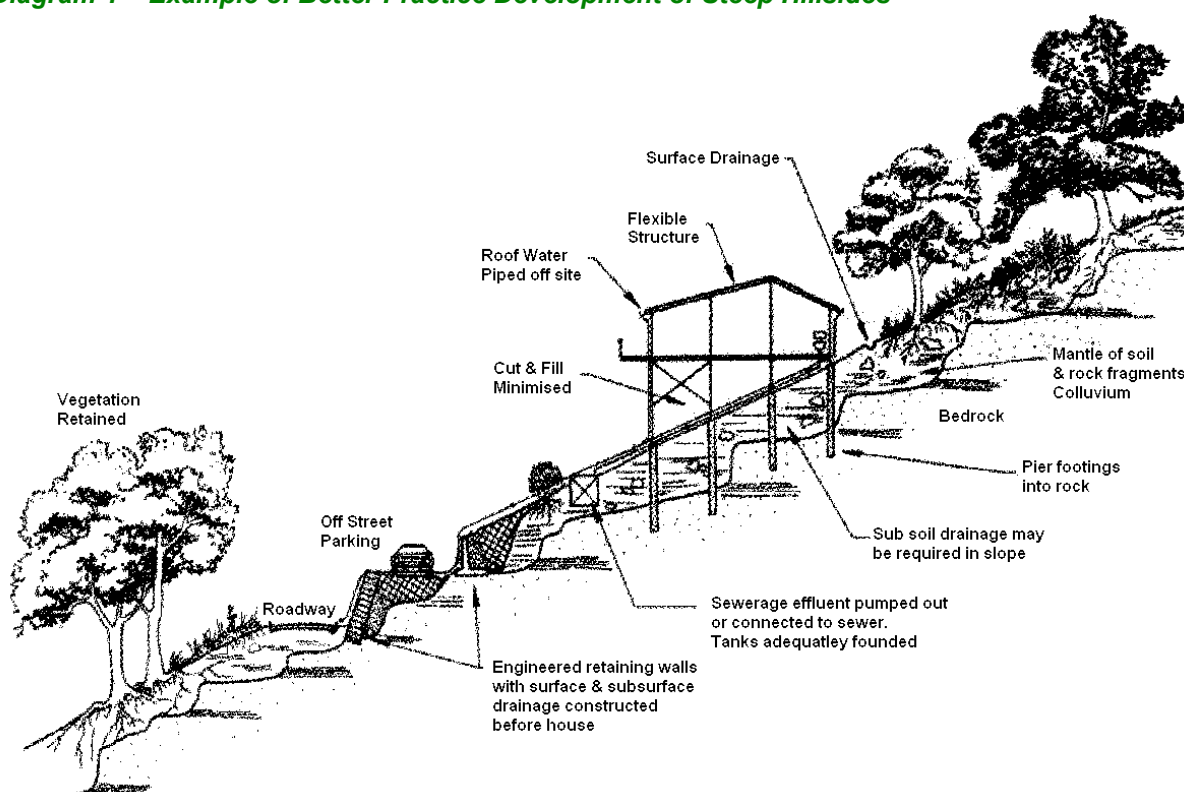 Diagram 1 – Example of Better Practice Development of Steep Hillsides
Surface Drainage
Flexible
Structure
Roof Water
Piped off site
Cut & Fill
Minimised
Mantle of soil
& rock fragments
Colluvium
Vegetation
Retained
Bedrock
Pier footings
into rock
Off Street
Parking
Sub soil drainage may
be required in slope
Roadway
Sewerage effluent pumped out
or connected to sewer.
Tanks adequatley founded
Engineered retaining walls
with surface & subsurface
drainage constructed
before house